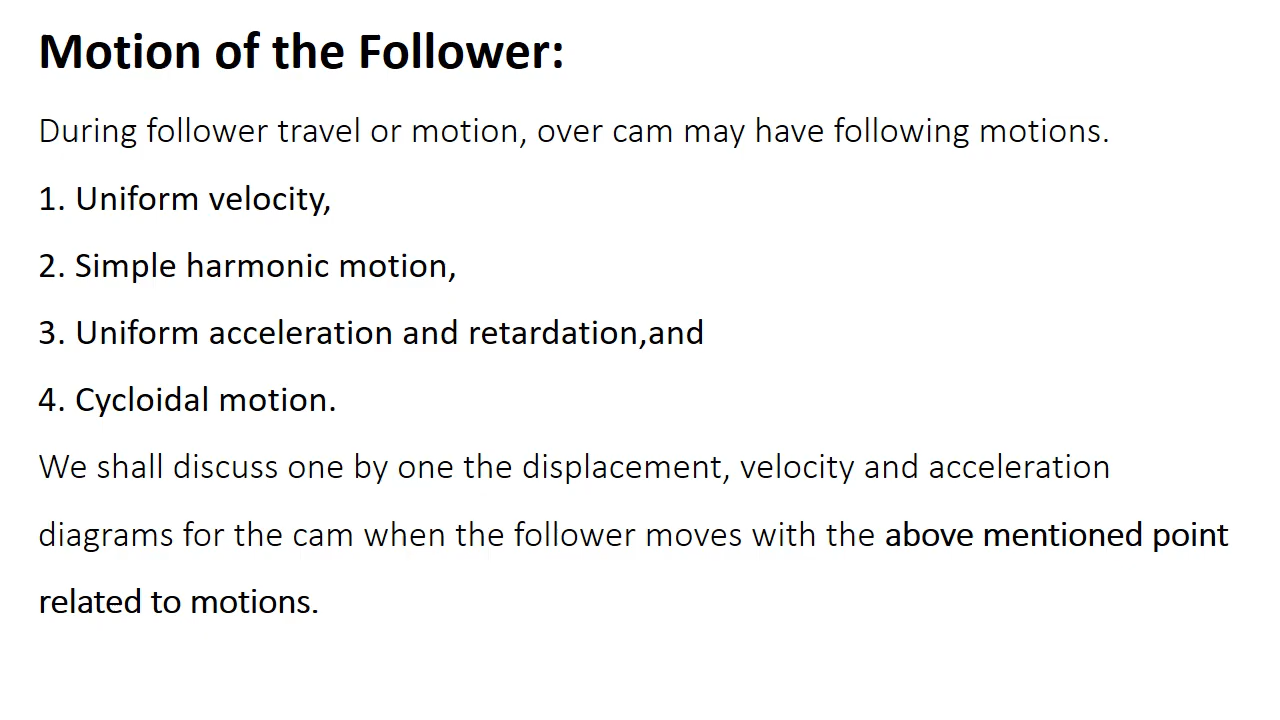 Motion of the Follower:
During follower travel or motion, over cam may have following motions.
1. Uniform velocity,
2. Simple harmonic motion,
3. Uniform acceleration and retardation,and
4. Cycloidal motion.
We shall discuss one by one the displacement, velocity and acceleration
diagrams for the cam when the follower moves with the above mentioned point
related to motions.